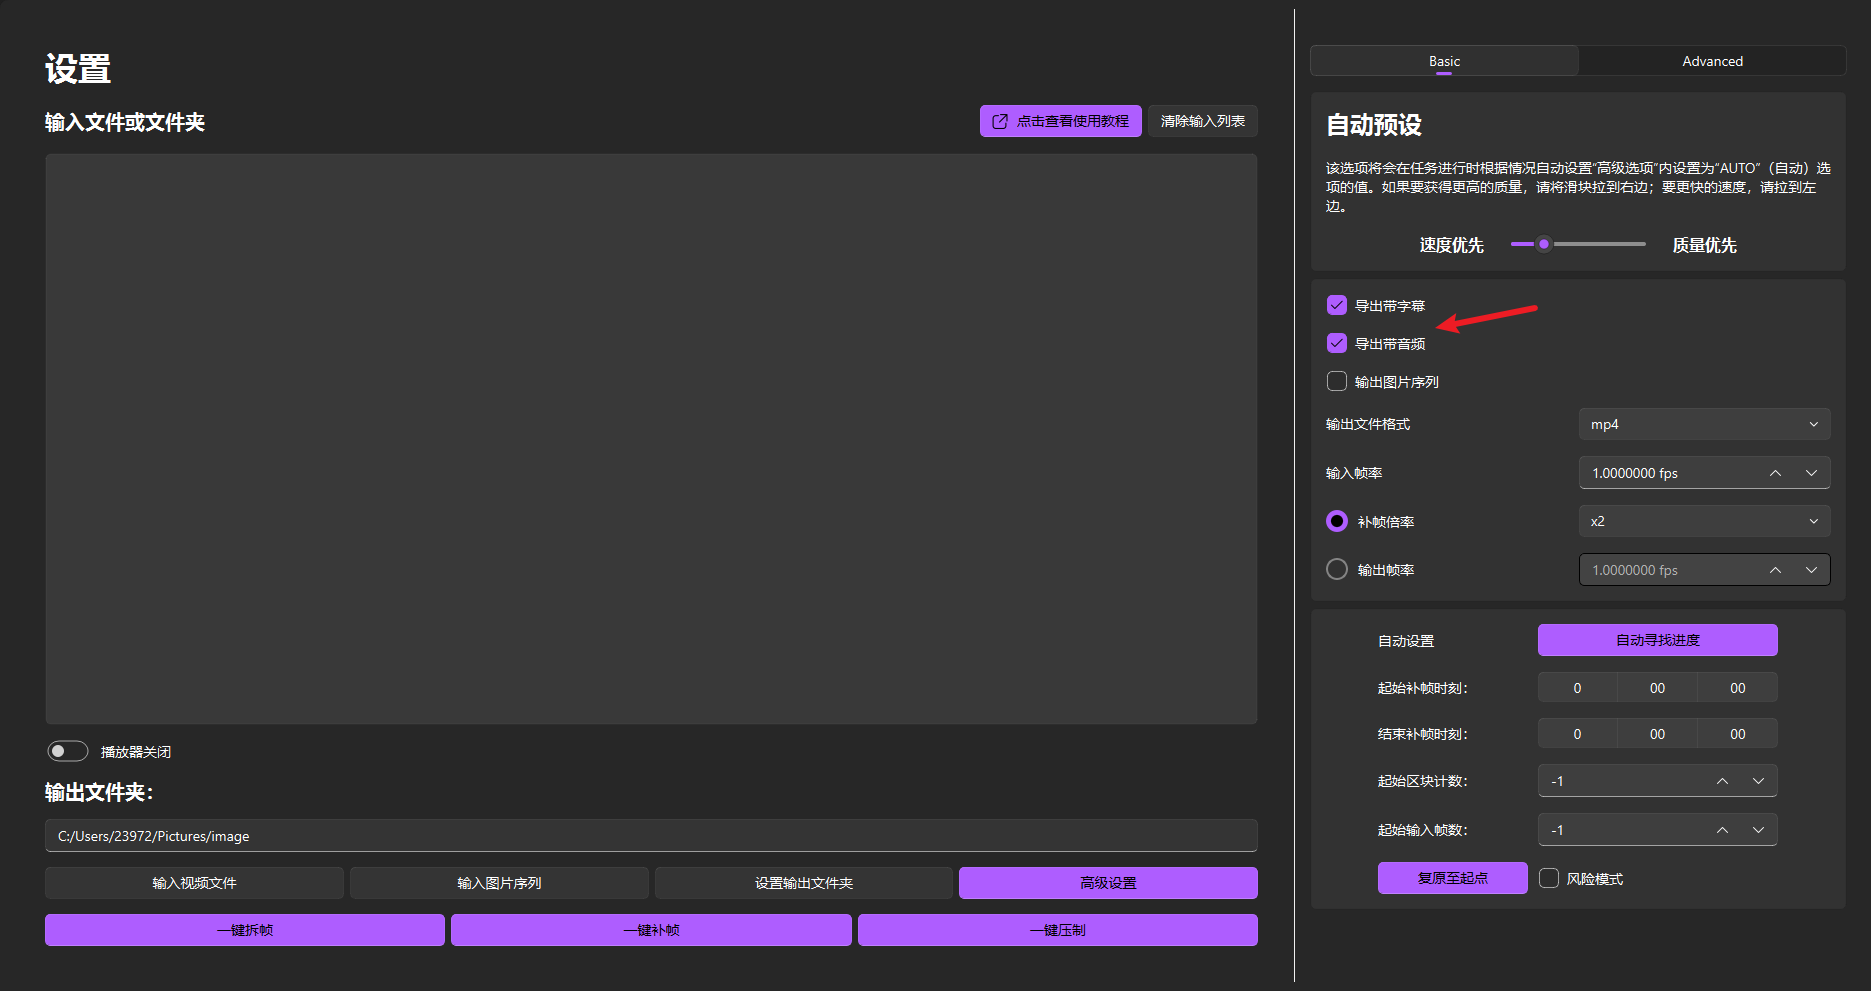 设置
输入文件或文件夹
点击查看使用教程
清除输入列表
播放器关闭
输出文件夹：
C:/Users/23972/Pictures/image
输入视频文件
输入图片序列
设置输出文件夹
高级设置
一键拆帧
一键补帧
一键压制
Basic
Advanced
自动预设
该选项将会在任务进行时根据情况自动设置“高级选项”内设置为“AUTO”（自动）选
项的值。如果要获得更高的质量，请将滑块拉到右边；要更快的速度，请拉到左
边。
速度优先
质量优先
导出带字幕
导出带音频
输出图片序列
输出文件格式
mp4
输入帧率
1.0000000 fps
补帧倍率
x2
输出帧率
1.0000000 fps
自动设置
自动寻找进度
起始补帧时刻：
0 00 00
结束补帧时刻：
0 00 00
起始区块计数：
-1
起始输入帧数：
-1
复原至起点
风险模式